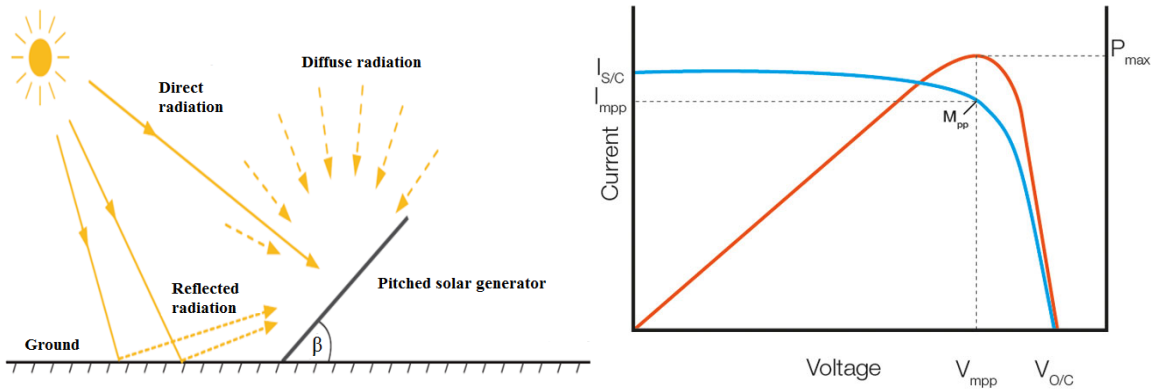 Direct
radiation
Diffuse radiation
Reflected
radiation
Pitched solar generator
Ground
β
I S/C
I mpp
Current
P max
M pp
Voltage
V mpp
V O/C